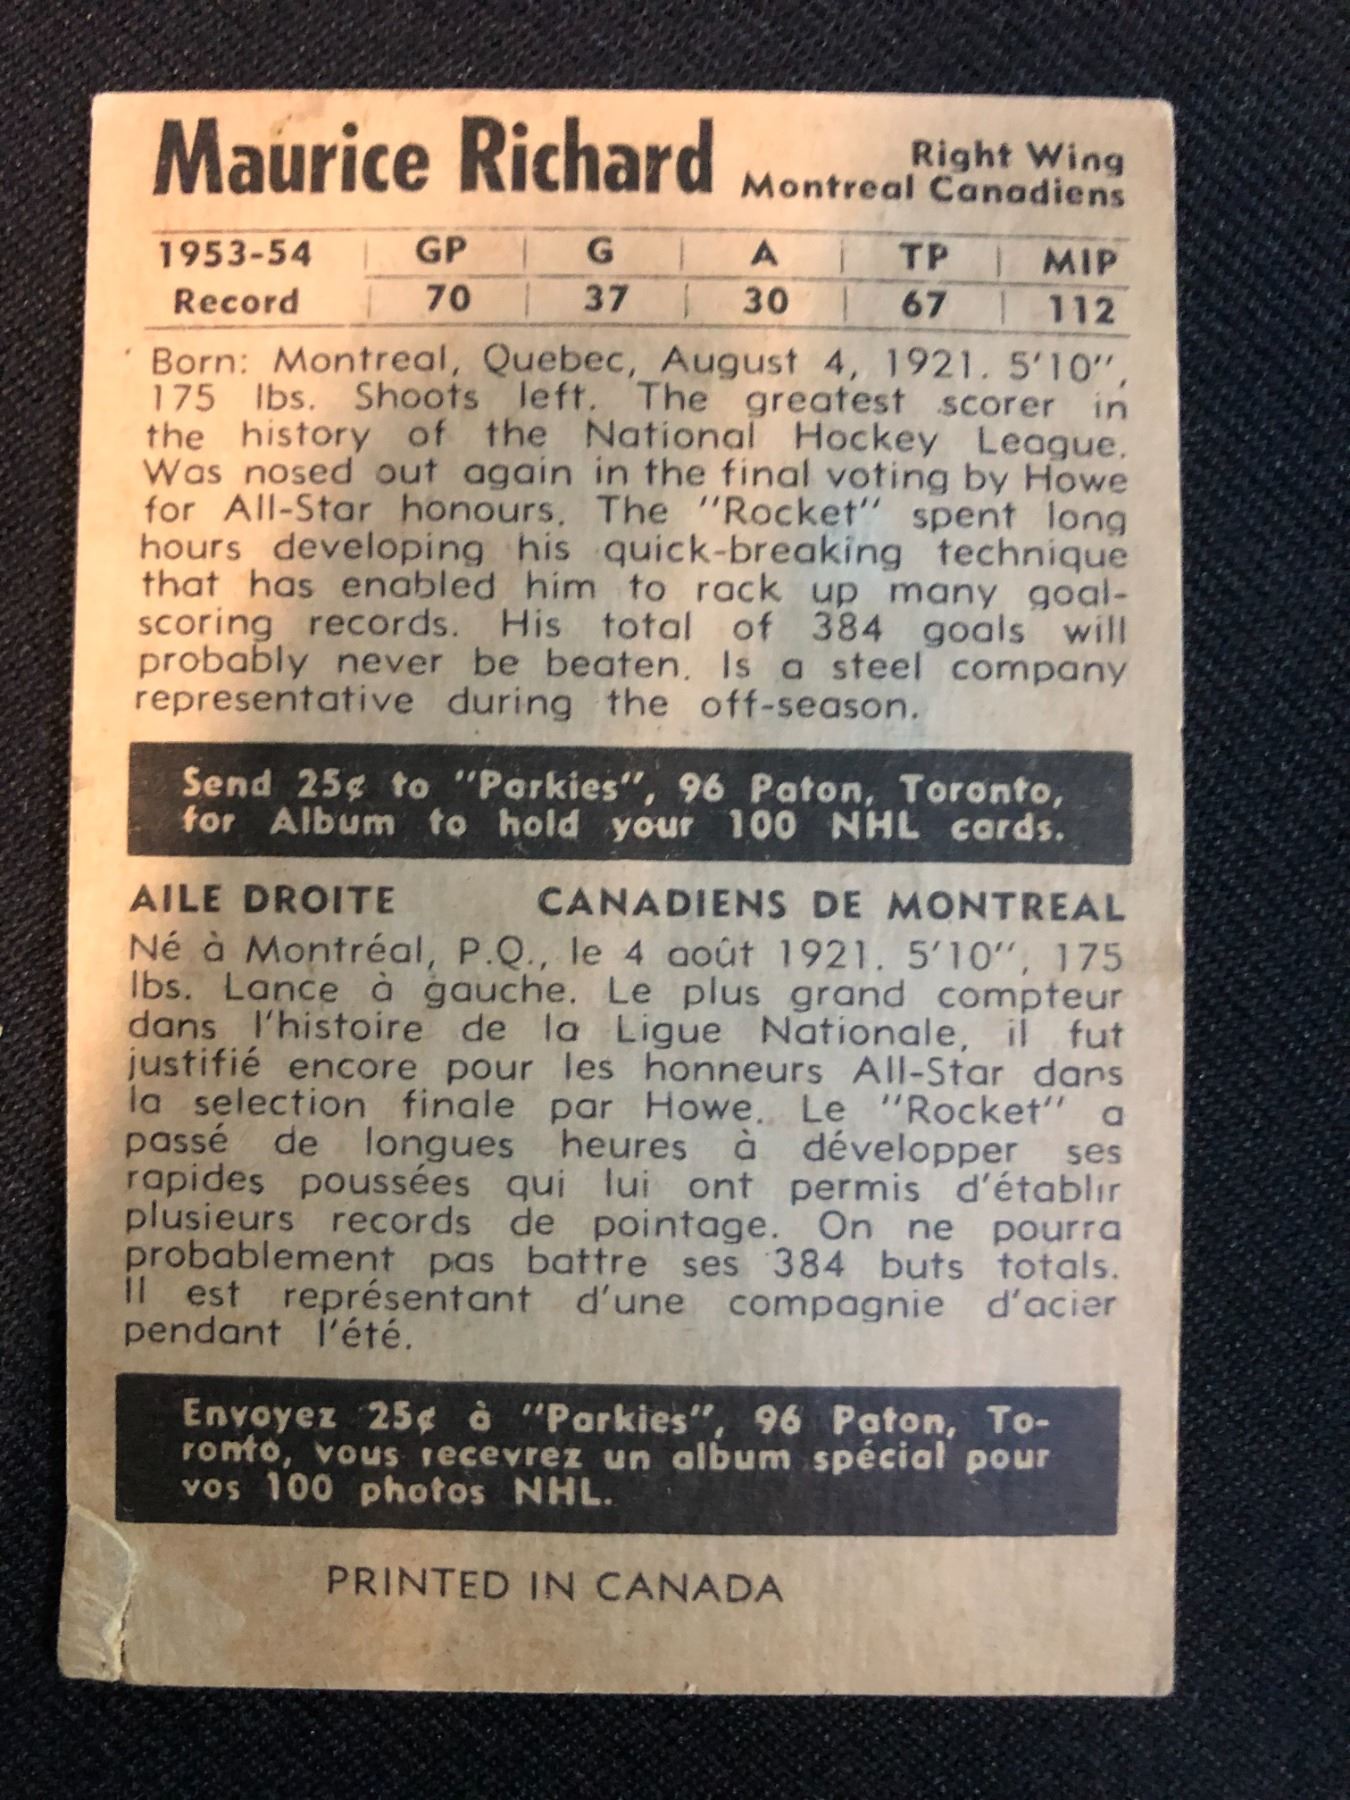 Maurice Richard
Right Wing
Montreal Canadiens
1953-54 | GP | G | A | TP | MIP
Record | 70 | 37 | 30 | 67 | 112
Born: Montreal, Quebec, August 4, 1921. 5'10",
175 lbs. Shoots left. The greatest scorer in
the history of the National Hockey League.
Was nosed out again in the final voting by Howe
for All-Star honours. The "Rocket" spent long
hours developing his quick-breaking technique
that has enabled him to rack up many goal-
scoring records. His total of 384 goals will
probably never be beaten. Is a steel company
representative during the off-season.
Send 25¢ to "Parkies", 96 Paton, Toronto,
for Album to hold your 100 NHL cards.
AILE DROITE CANADIENS DE MONTREAL
Né à Montréal, P.Q., le 4 août 1921. 5'10", 175
lbs. Lance à gauche. Le plus grand compteur
dans l'histoire de la Ligue Nationale, il fut
justifié encore pour les honneurs All-Star dans
la selection finale par Howe. Le "Rocket" a
passé de longues heures à développer ses
rapides poussées qui lui ont permis d'établir
plusieurs records de pointage. On ne pourra
probablement pas battre ses 384 buts totals.
Il est représentant d'une compagnie d'acier
pendant l'été.
Envoyez 25¢ à "Parkies", 96 Paton, To-
ronto, vous recevrez un album spécial pour
vos 100 photos NHL.
PRINTED IN CANADA